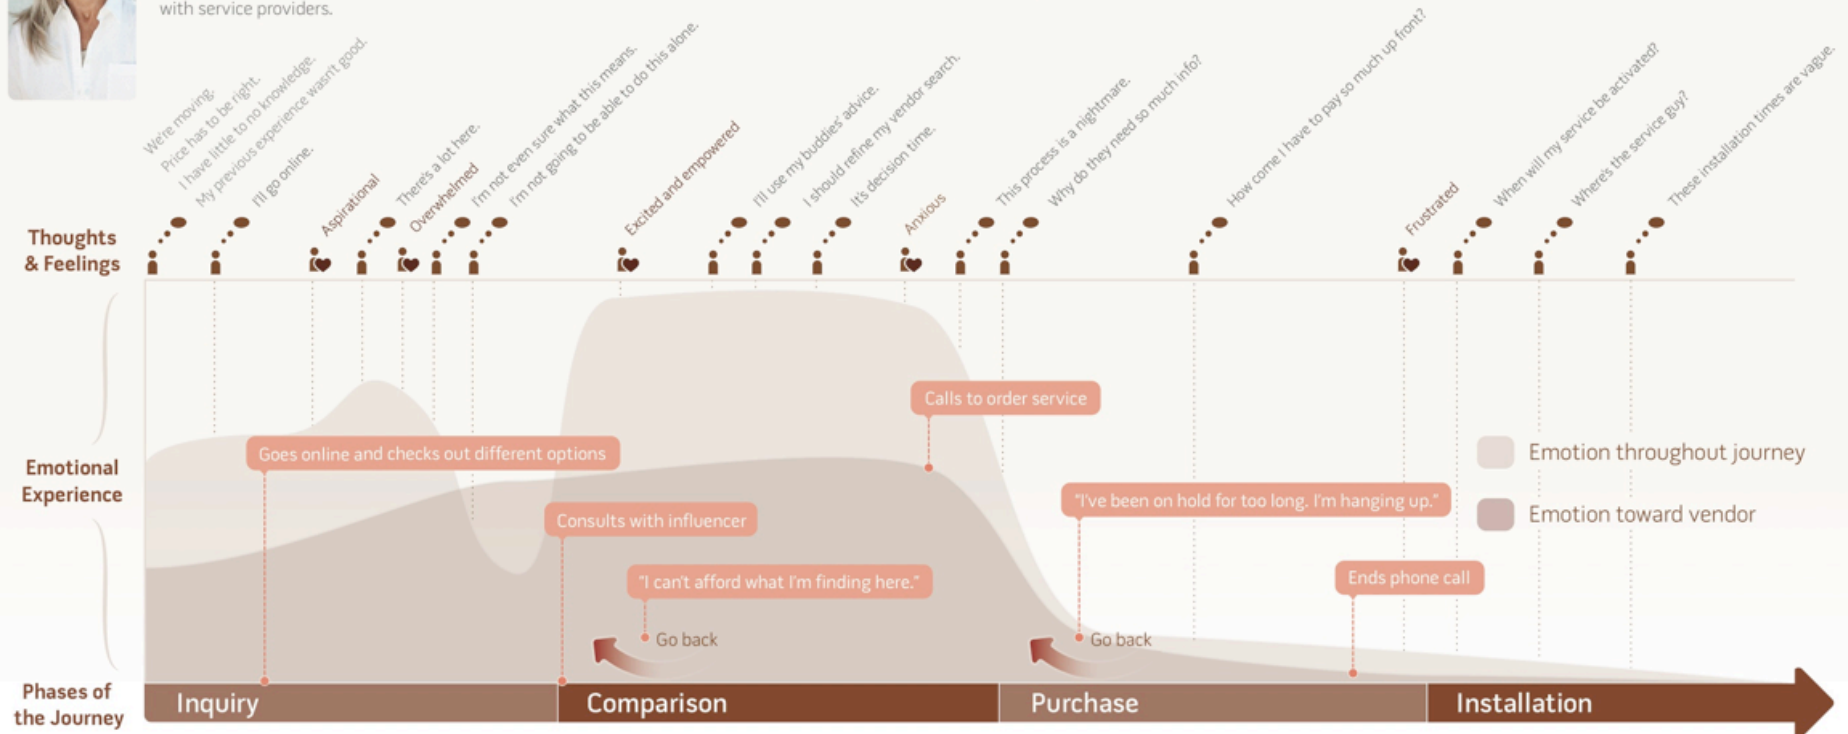 with service providers.
We're moving.
Price has to be right.
I have little to no knowledge.
My previous experience wasn't good.
I'll go online.
Aspirational
There's a lot here.
Overwhelmed
I'm not even sure what this means.
I'm not going to be able to do this alone.
Excited and empowered
I'll use my buddies' advice.
I should refine my vendor search.
It's decision time.
Anxious
This process is a nightmare.
Why do they need so much info?
How come I have to pay so much up front?
Frustrated
When will my service be activated?
Where's the service guy?
These installation times are vague.
Thoughts
& Feelings
Calls to order service
Goes online and checks out different options
Emotion throughout journey
Emotional
Experience
"I've been on hold for too long. I'm hanging up."
Emotion toward vendor
Consults with influencer
"I can't afford what I'm finding here."
Ends phone call
Go back
Go back
Phases of
the Journey
Inquiry
Comparison
Purchase
Installation